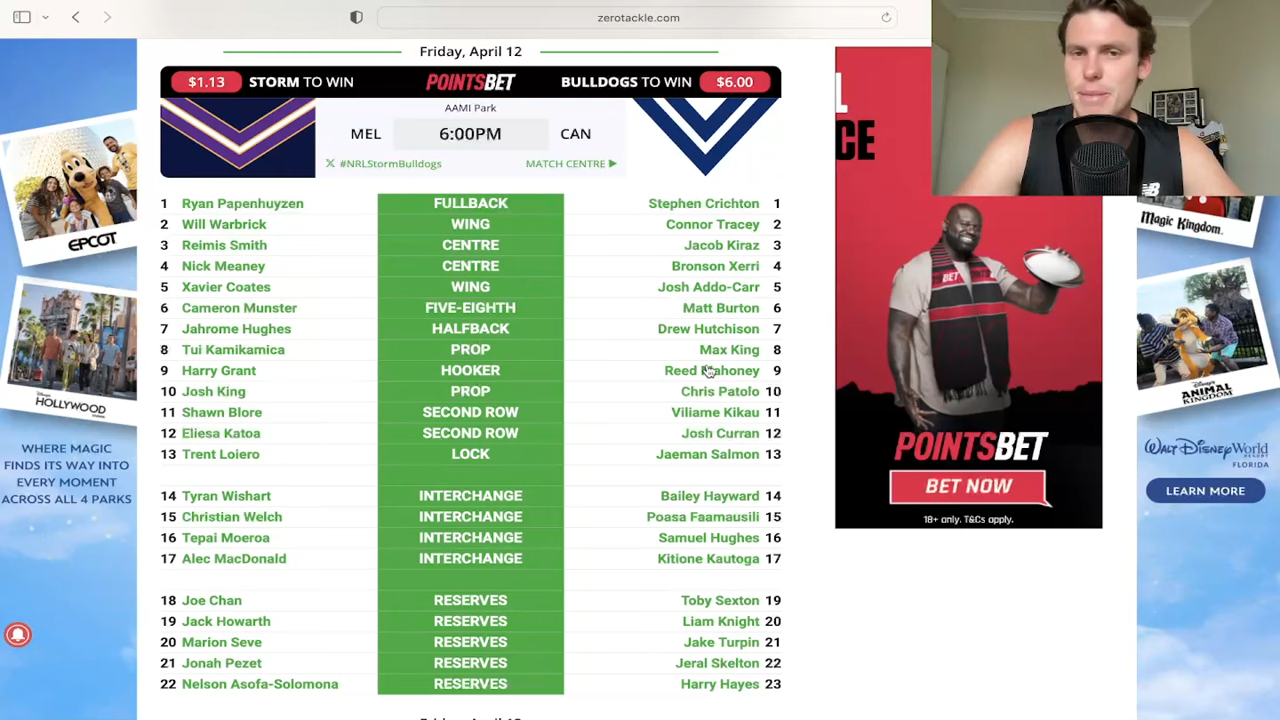 zerotackle.com
Friday, April 12
$1.13 STORM TO WIN POINTSBET BULLDOGS TO WIN $6.00
AAMI Park
MEL 6:00PM CAN
#NRLStormBulldogs MATCH CENTRE
1 Ryan Papenhuyzen FULLBACK Stephen Crichton 1
2 Will Warbrick WING Connor Tracey 2
3 Reimis Smith CENTRE Jacob Kiraz 3
4 Nick Meaney CENTRE Bronson Xerri 4
5 Xavier Coates WING Josh Addo-Carr 5
6 Cameron Munster FIVE-EIGHTH Matt Burton 6
7 Jahrome Hughes HALFBACK Drew Hutchison 7
8 Tui Kamikamica PROP Max King 8
9 Harry Grant HOOKER Reed Mahoney 9
10 Josh King PROP Chris Patolo 10
11 Shawn Blore SECOND ROW Viliame Kikau 11
12 Eliesa Katoa SECOND ROW Josh Curran 12
13 Trent Loiero LOCK Jaeman Salmon 13
14 Tyran Wishart INTERCHANGE Bailey Hayward 14
15 Christian Welch INTERCHANGE Poasa Faamausili 15
16 Tepai Moeroa INTERCHANGE Samuel Hughes 16
17 Alec MacDonald INTERCHANGE Kitione Kautoga 17
18 Joe Chan RESERVES Toby Sexton 19
19 Jack Howarth RESERVES Liam Knight 20
20 Marion Seve RESERVES Jake Turpin 21
21 Jonah Pezet RESERVES Jeral Skelton 22
22 Nelson Asofa-Solomona RESERVES Harry Hayes 23
EPCOT
Disney's
HOLLYWOOD
WHERE MAGIC
FINDS ITS WAY INTO
EVERY MOMENT
ACROSS ALL 4 PARKS
BET
POINTSBET
BET NOW
18+ only. T&Cs apply.
Magic Kingdom
Disney's
ANIMAL
KINGDOM
Walt Disney World
RESORT
FLORIDA
LEARN MORE